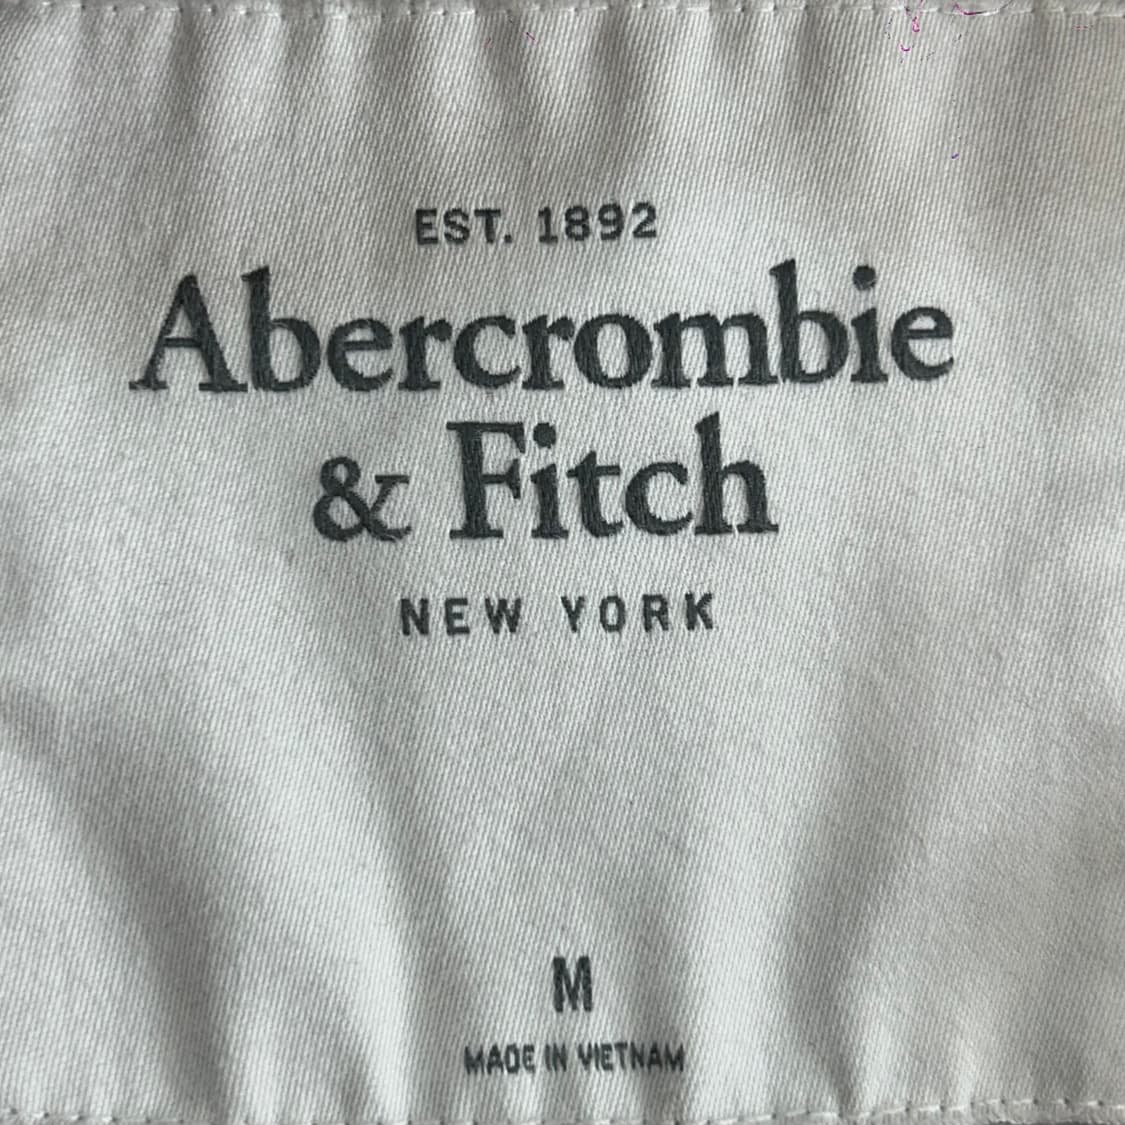 EST. 1892
Abercrombie
& Fitch
NEW YORK
M
MADE IN VIETNAM